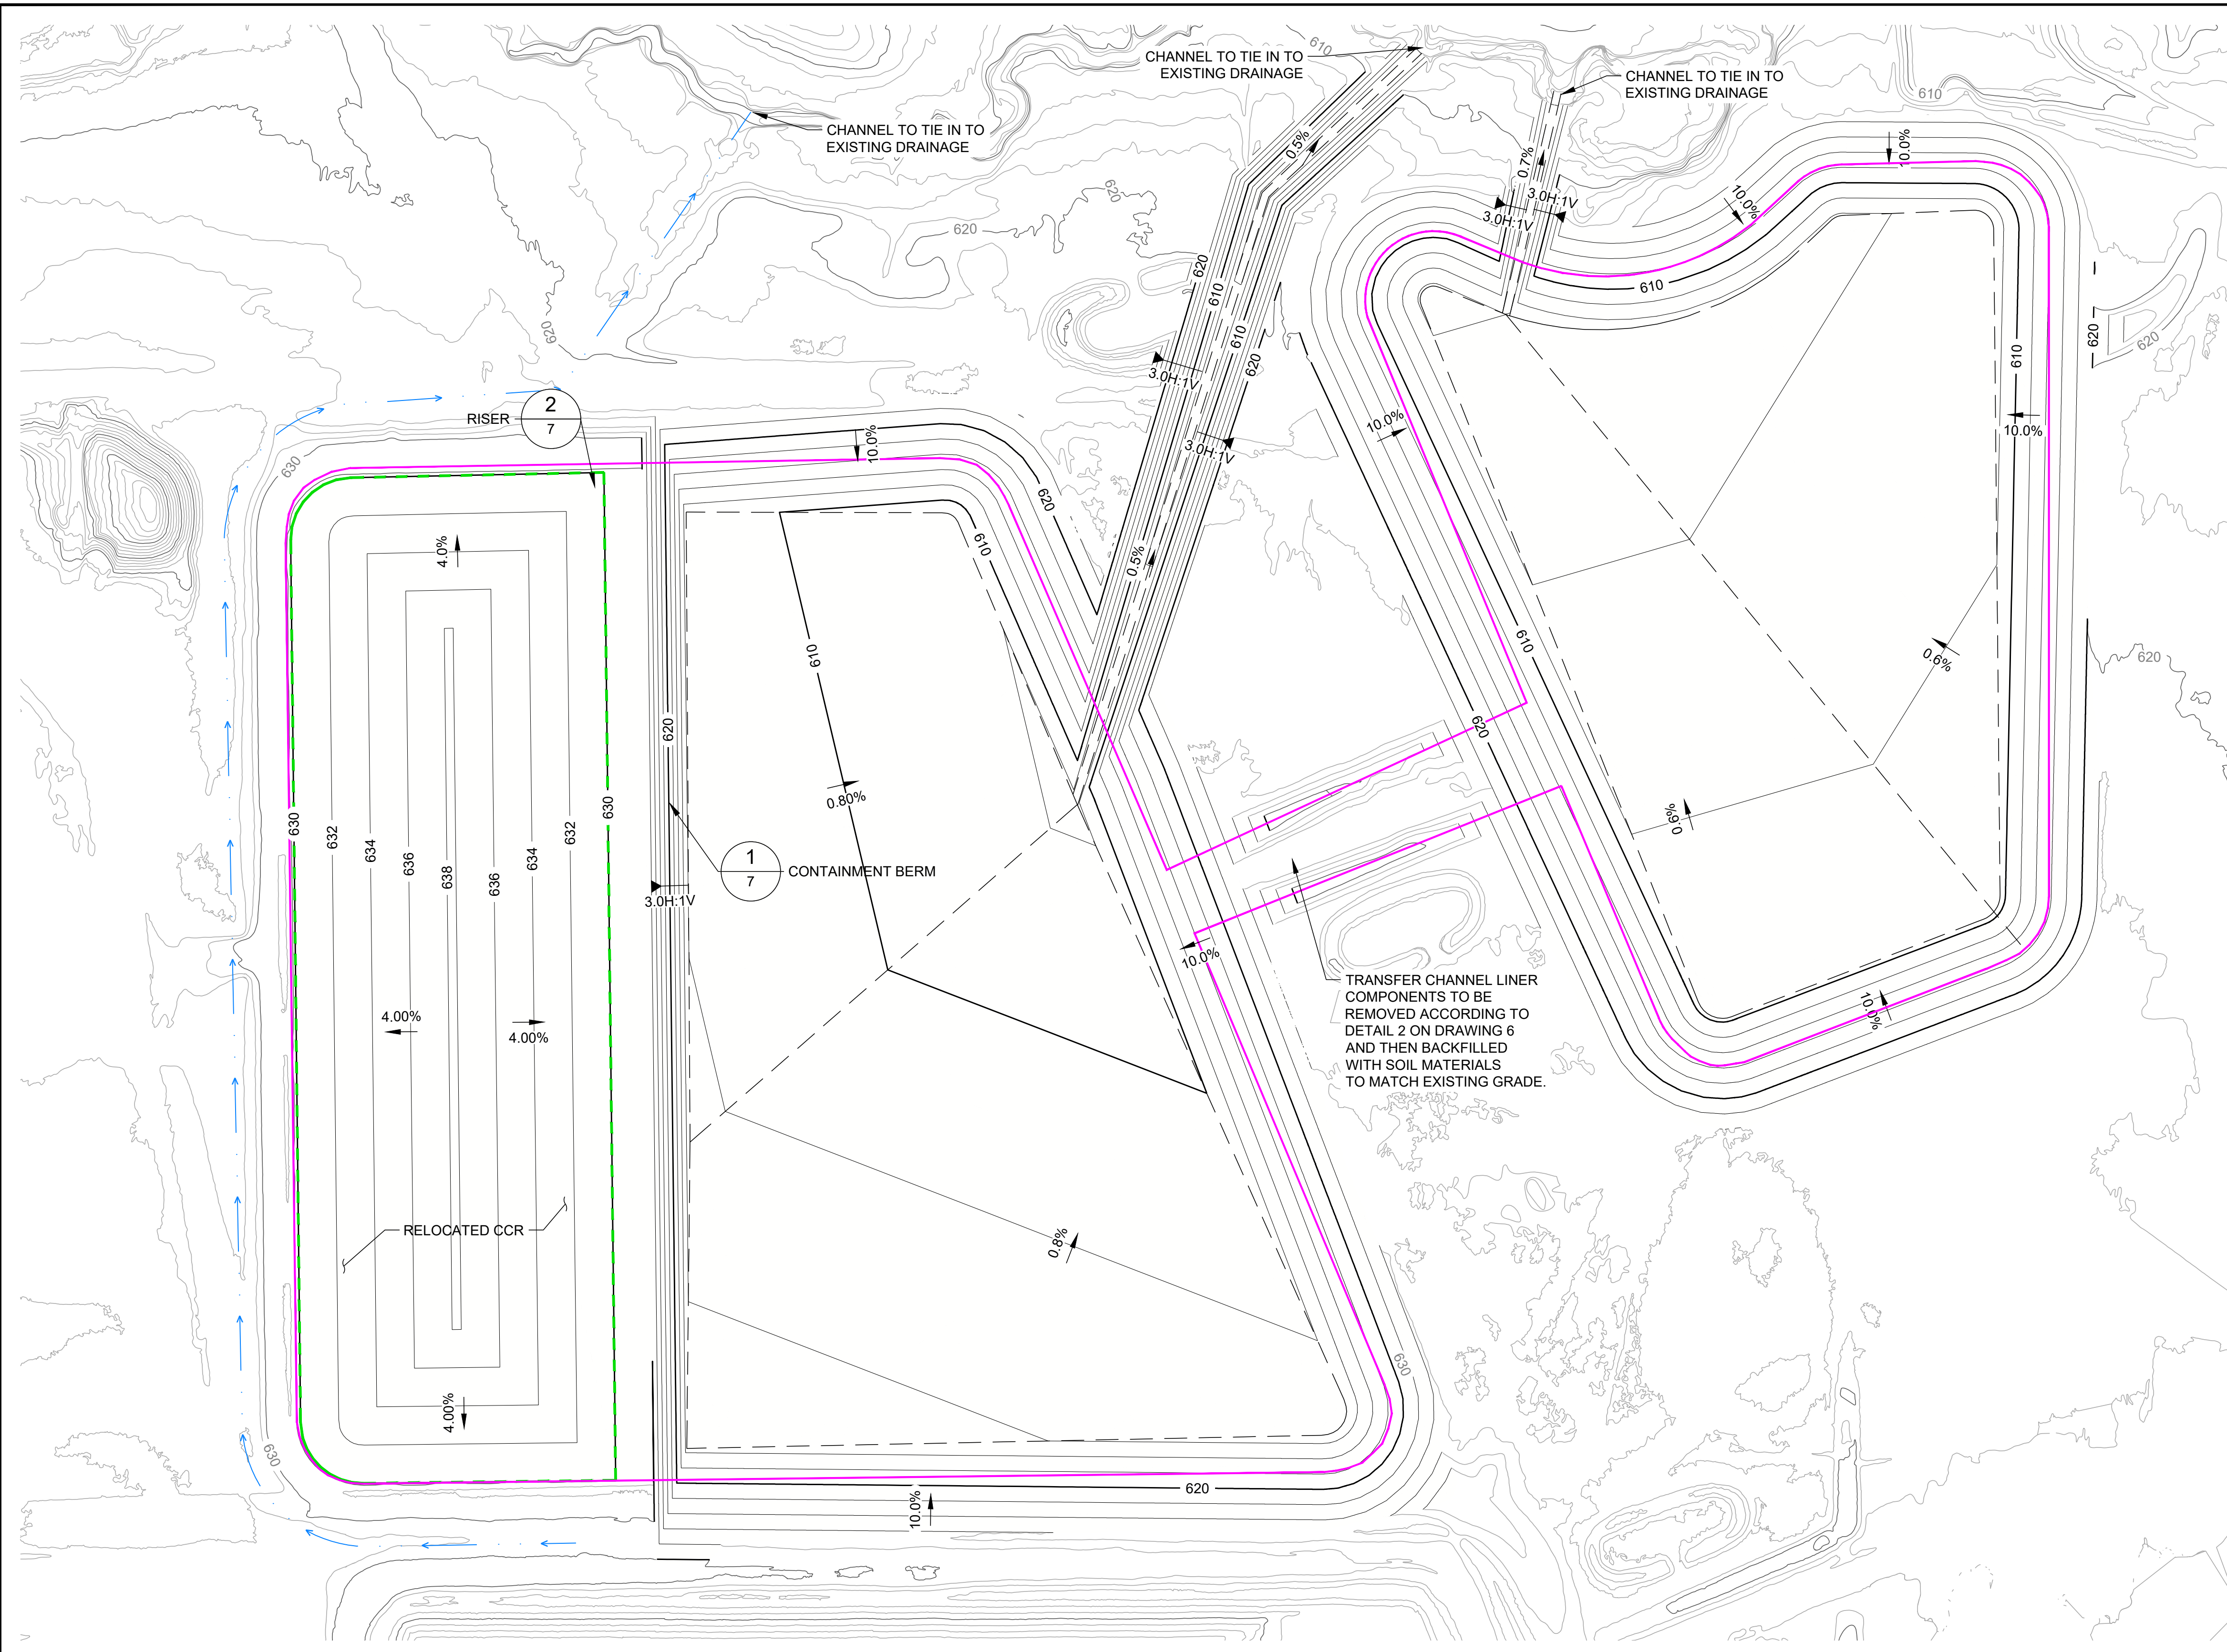 CHANNEL TO TIE IN TO
EXISTING DRAINAGE
610
CHANNEL TO TIE IN TO
EXISTING DRAINAGE
610
CHANNEL TO TIE IN TO
EXISTING DRAINAGE
0.5%
0.7%
10.0%
10.0%
3.0H:1V
3.0H:1V
620
620
620
620
610
610
610
620
620
620
610
3.0H:1V
620
RISER
2
7
10.0%
10.0%
10.0%
3.0H:1V
630
620
610
4.0%
0.5%
610
610
0.6%
620
620
620
630
630
632
634
636
638
636
634
632
0.80%
0.6%
1
7
CONTAINMENT BERM
3.0H:1V
10.0%
TRANSFER CHANNEL LINER
COMPONENTS TO BE
REMOVED ACCORDING TO
DETAIL 2 ON DRAWING 6
AND THEN BACKFILLED
WITH SOIL MATERIALS
TO MATCH EXISTING GRADE.
10.0%
4.00%
4.00%
RELOCATED CCR
0.8%
630
4.00%
630
620
10.0%